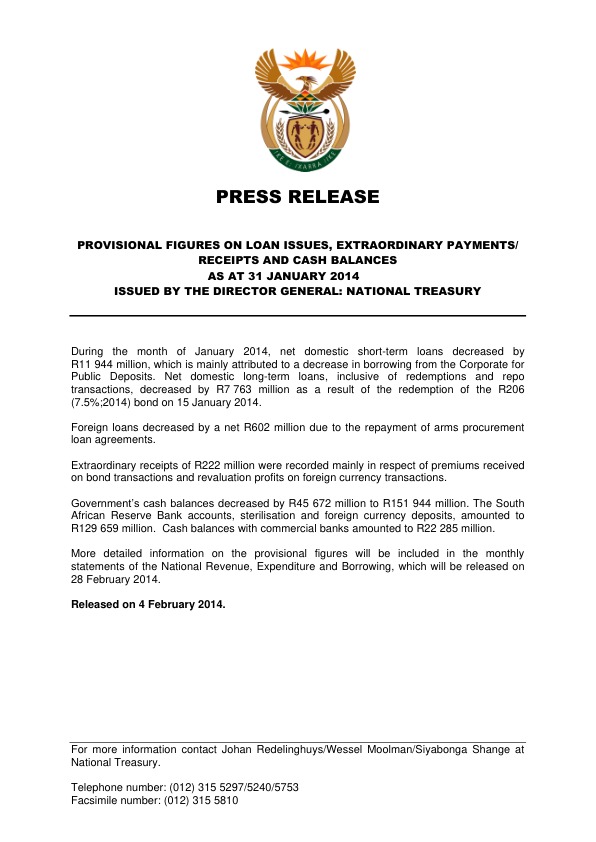 !KE E: /XARRA //KE
PRESS RELEASE
PROVISIONAL FIGURES ON LOAN ISSUES, EXTRAORDINARY PAYMENTS/
RECEIPTS AND CASH BALANCES
AS AT 31 JANUARY 2014
ISSUED BY THE DIRECTOR GENERAL: NATIONAL TREASURY
During the month of January 2014, net domestic short-term loans decreased by
R11 944 million, which is mainly attributed to a decrease in borrowing from the Corporate for
Public Deposits. Net domestic long-term loans, inclusive of redemptions and repo
transactions, decreased by R7 763 million as a result of the redemption of the R206
(7.5%;2014) bond on 15 January 2014.
Foreign loans decreased by a net R602 million due to the repayment of arms procurement
loan agreements.
Extraordinary receipts of R222 million were recorded mainly in respect of premiums received
on bond transactions and revaluation profits on foreign currency transactions.
Government's cash balances decreased by R45 672 million to R151 944 million. The South
African Reserve Bank accounts, sterilisation and foreign currency deposits, amounted to
R129 659 million. Cash balances with commercial banks amounted to R22 285 million.
More detailed information on the provisional figures will be included in the monthly
statements of the National Revenue, Expenditure and Borrowing, which will be released on
28 February 2014.
Released on 4 February 2014.
For more information contact Johan Redelinghuys/Wessel Moolman/Siyabonga Shange at
National Treasury.
Telephone number: (012) 315 5297/5240/5753
Facsimile number: (012) 315 5810